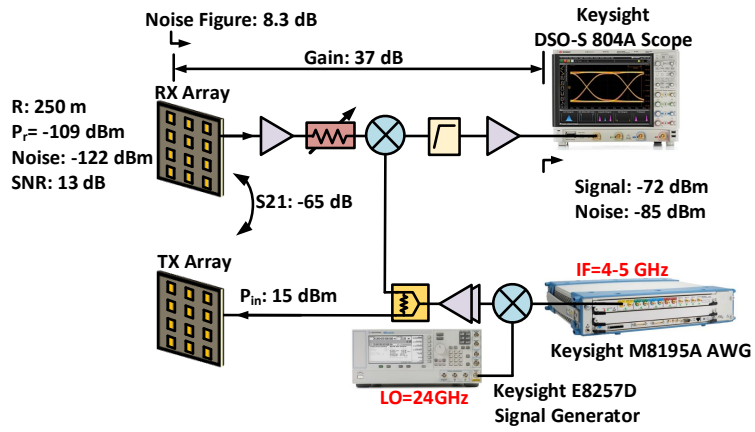 Noise Figure: 8.3 dB
Keysight
DSO-S 804A Scope
Gain: 37 dB
RX Array
R: 250 m
Pr= -109 dBm
Noise: -122 dBm
SNR: 13 dB
S21: -65 dB
Signal: -72 dBm
Noise: -85 dBm
TX Array
Pin: 15 dBm
IF=4-5 GHz
Keysight M8195A AWG
LO=24GHz
Keysight E8257D
Signal Generator